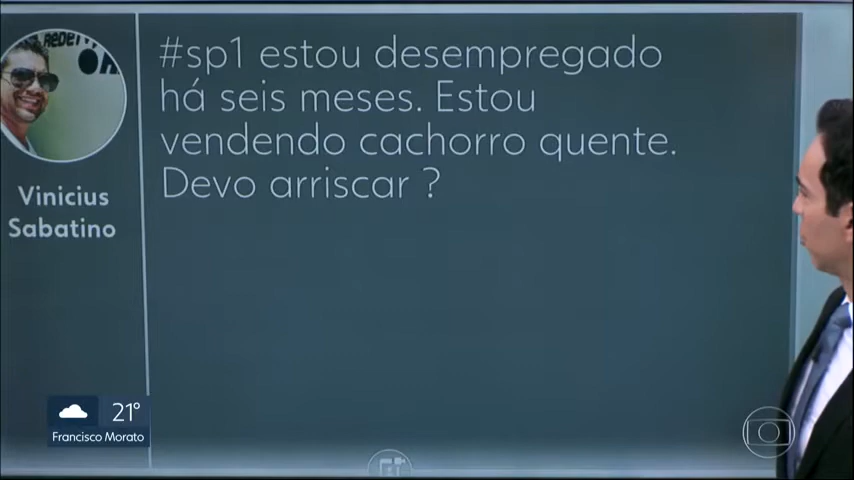 #sp1 estou desempregado
há seis meses. Estou
vendendo cachorro quente.
Devo arriscar ?
Vinicius
Sabatino
21°
Francisco Morato